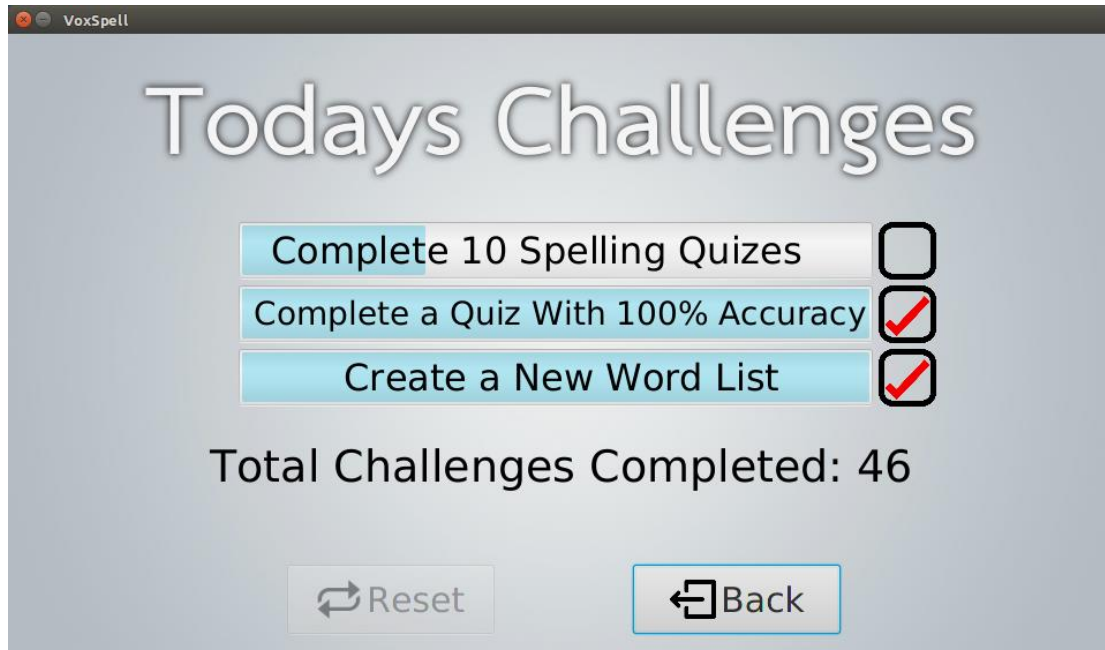 VoxSpell
Todays Challenges
Complete 10 Spelling Quizes
Complete a Quiz With 100% Accuracy
Create a New Word List
Total Challenges Completed: 46
Reset
Back